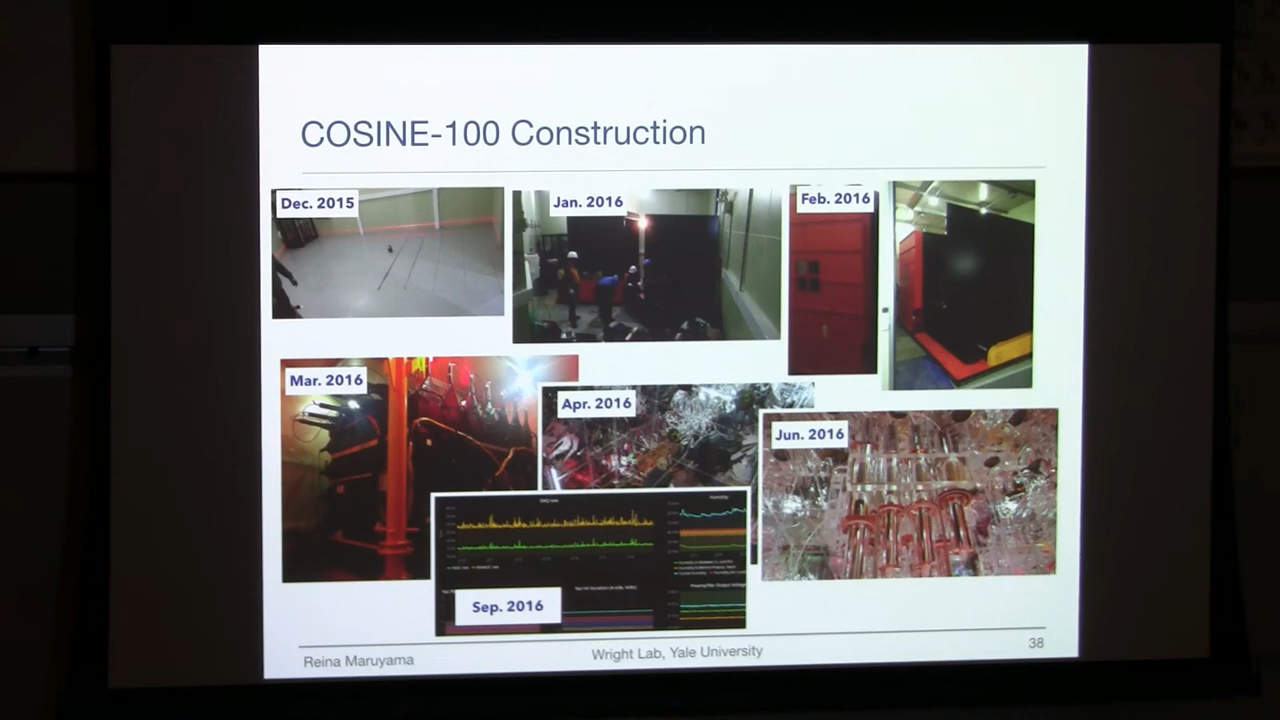 COSINE-100 Construction
Dec. 2015
Jan. 2016
Feb. 2016
Mar. 2016
Apr. 2016
Jun. 2016
Humidity
Sep. 2016
Reina Maruyama
Wright Lab, Yale University
38